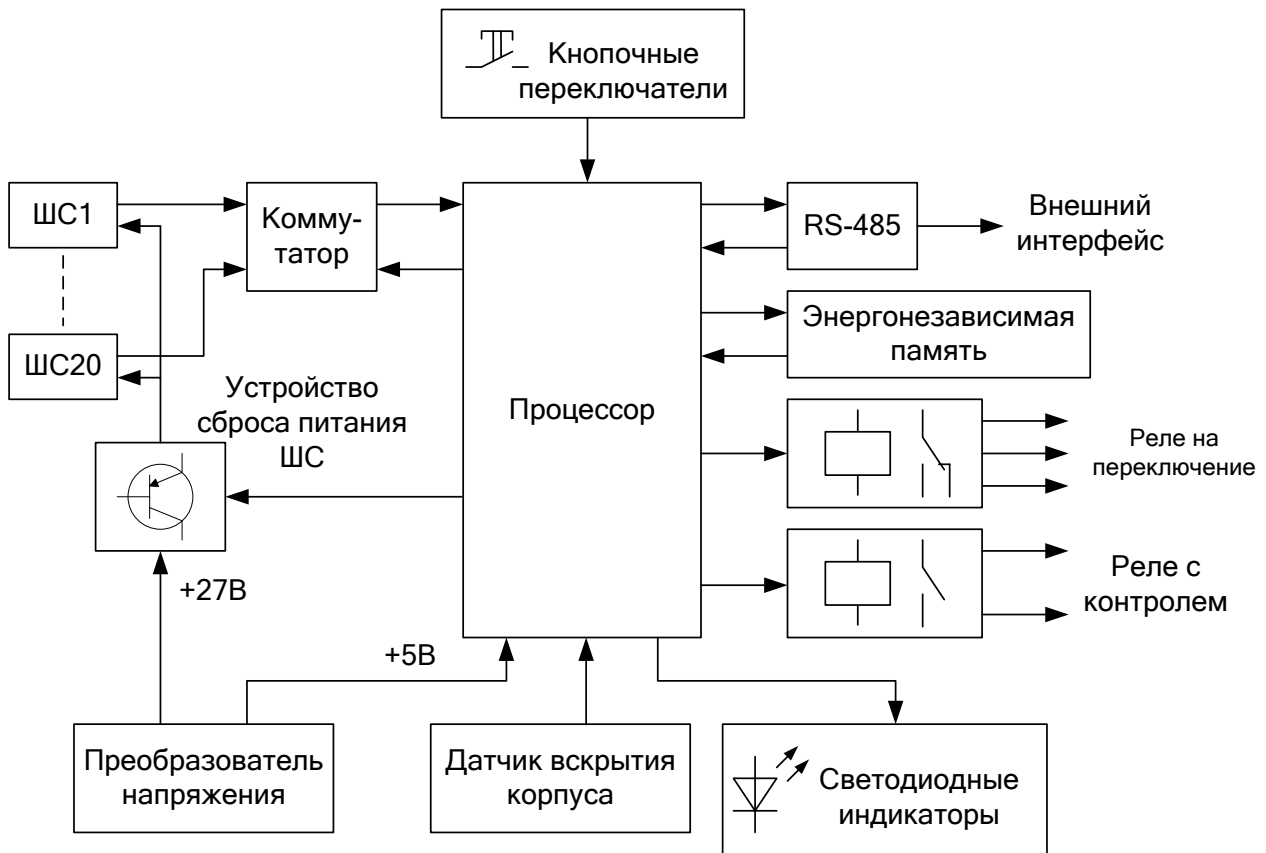 Кнопочные
переключатели
ШС1
Комму-
татор
RS-485
Внешний
интерфейс
ШС20
Энергонезависимая
память
Устройство
сброса питания
ШС
Процессор
Реле на
переключение
+27В
Реле с
контролем
+5В
Преобразователь
напряжения
Датчик вскрытия
корпуса
Светодиодные
индикаторы